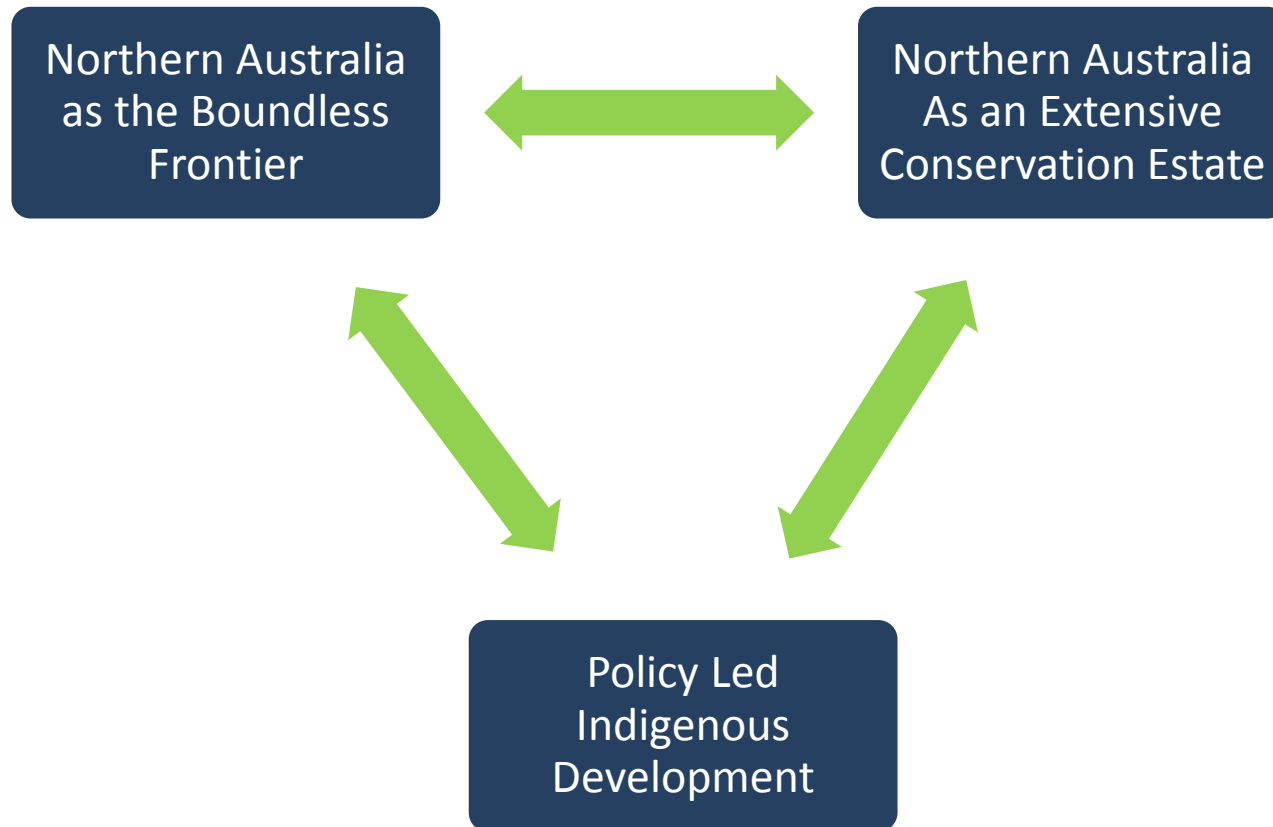 Northern Australia
as the Boundless
Frontier
Northern Australia
As an Extensive
Conservation Estate
Policy Led
Indigenous
Development